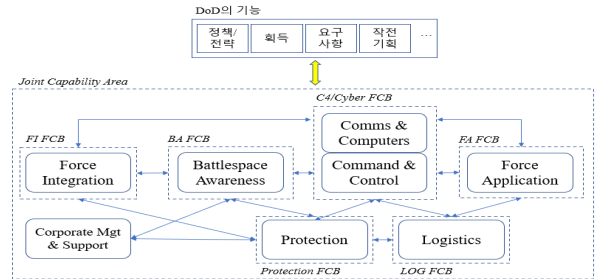 DoD의 기능
정책/
전략
획득
요구
사항
작전
기획
...
Joint Capability Area
C4/Cyber FCB
Comms &
Computers
FI FCB
BA FCB
FA FCB
Force
Integration
Battlespace
Awareness
Command &
Control
Force
Application
Corporate Mgt
& Support
Protection
Logistics
Protection FCB
LOG FCB